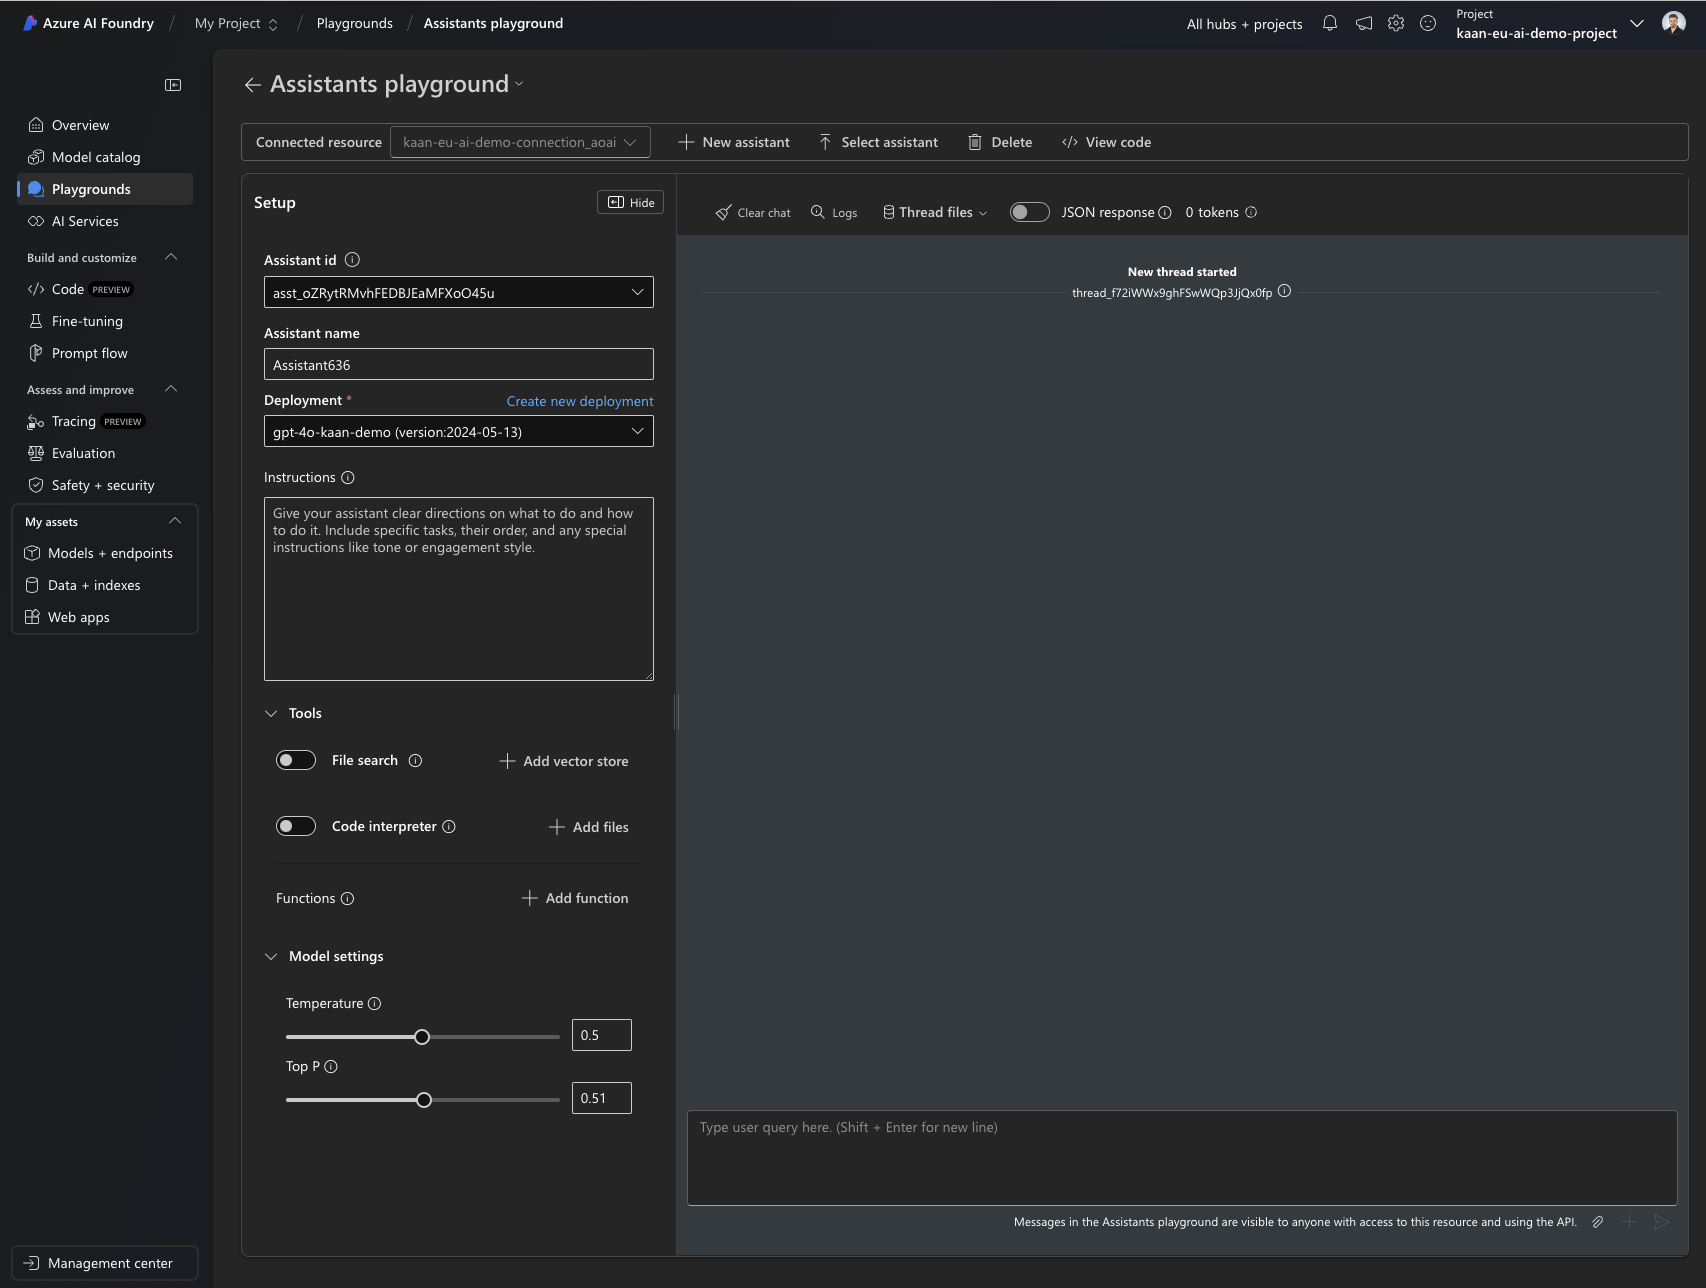 Azure AI Foundry / My Project / Playgrounds / Assistants playground
All hubs + projects
Project
kaan-eu-ai-demo-project
Overview
Model catalog
Playgrounds
AI Services
Build and customize
Code PREVIEW
Fine-tuning
Prompt flow
Assess and improve
Tracing PREVIEW
Evaluation
Safety + security
My assets
Models + endpoints
Data + indexes
Web apps
Management center
Assistants playground
Connected resource kaan-eu-ai-demo-connection_aoai New assistant Select assistant Delete View code
Setup
Hide
Assistant id
asst_oZRytRMvhFEDBJEaMFXoO45u
Assistant name
Assistant636
Deployment * Create new deployment
gpt-4o-kaan-demo (version:2024-05-13)
Instructions
Give your assistant clear directions on what to do and how
to do it. Include specific tasks, their order, and any special
instructions like tone or engagement style.
Tools
File search Add vector store
Code interpreter Add files
Functions Add function
Model settings
Temperature
0.5
Top P
0.51
Clear chat Logs Thread files JSON response 0 tokens
New thread started
thread_f72iWWx9ghFSwWQp3JjQx0fp
Type user query here. (Shift + Enter for new line)
Messages in the Assistants playground are visible to anyone with access to this resource and using the API.